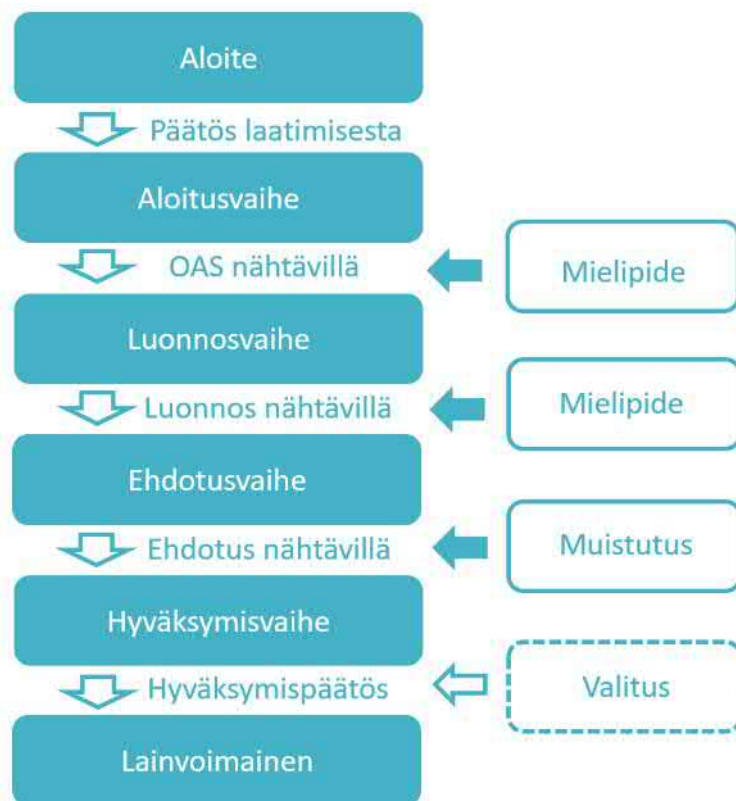 Aloite
Päätös laatimisesta
Aloitusvaihe
OAS nähtävillä
Mielipide
Luonnosvaihe
Luonnos nähtävillä
Mielipide
Ehdotusvaihe
Ehdotus nähtävillä
Muistutus
Hyväksymisvaihe
Hyväksymispäätös
Valitus
Lainvoimainen